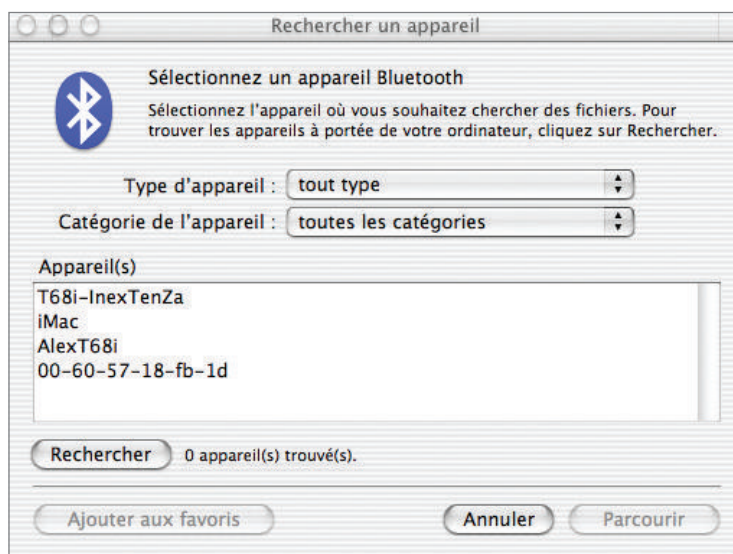 Rechercher un appareil
Sélectionnez un appareil Bluetooth
Sélectionnez l'appareil où vous souhaitez chercher des fichiers. Pour
trouver les appareils à portée de votre ordinateur, cliquez sur Rechercher.
Type d'appareil : tout type
Catégorie de l'appareil : toutes les catégories
Appareil(s)
T68i-InexTenZa
iMac
AlexT68i
00-60-57-18-fb-1d
Rechercher 0 appareil(s) trouvé(s).
Ajouter aux favoris Annuler Parcourir